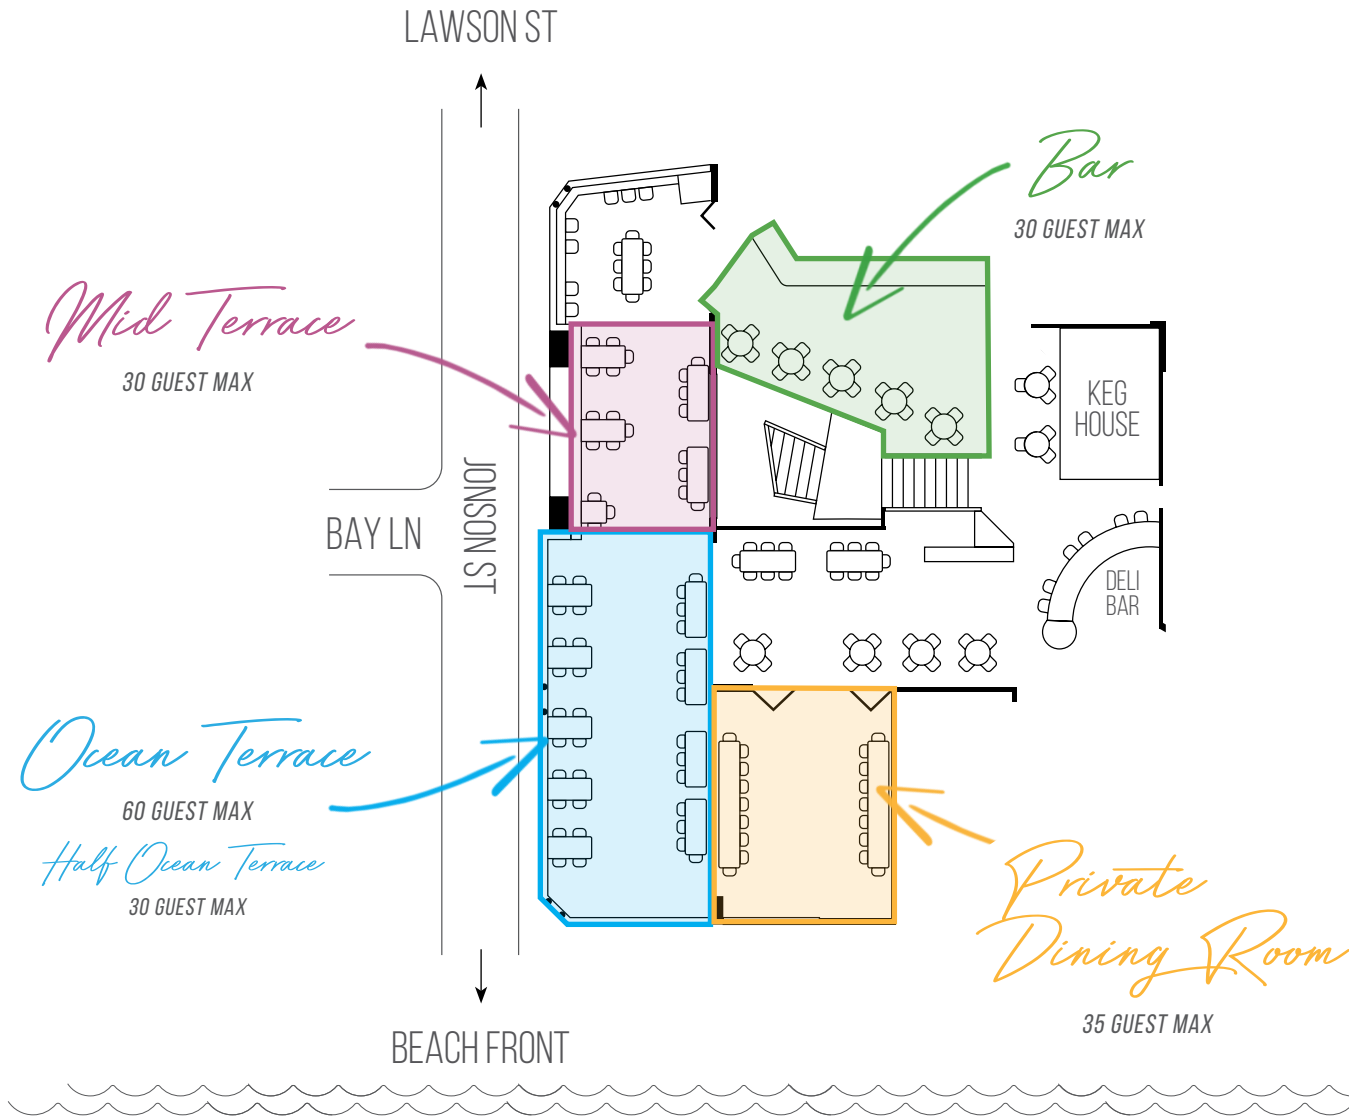 LAWSON ST
Bar
30 GUEST MAX
Mid Terrace
30 GUEST MAX
KEG
HOUSE
JONSON ST
BAY LN
DELI
BAR
Ocean Terrace
60 GUEST MAX
Half Ocean Terrace
30 GUEST MAX
Private
Dining Room
35 GUEST MAX
BEACH FRONT